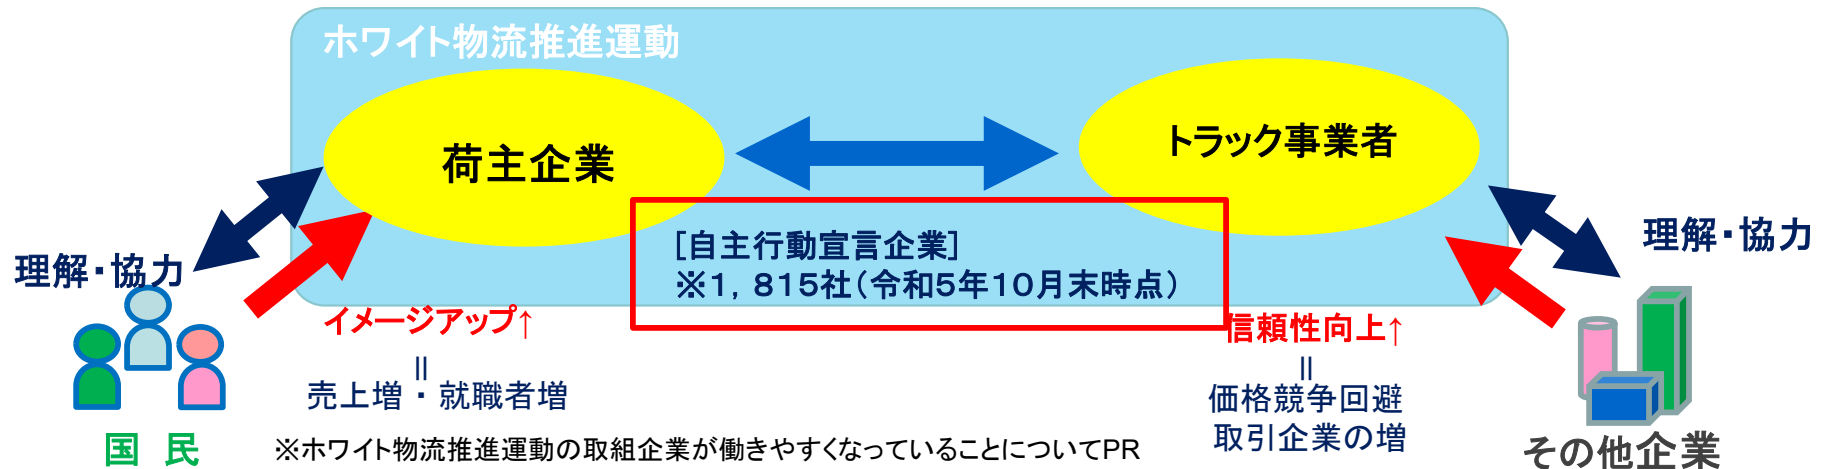 ホワイト物流推進運動
荷主企業
トラック事業者
[自主行動宣言企業]
※1，815社（令和5年10月末時点）
理解・協力
理解・協力
イメージアップ↑
||
売上増 ・ 就職者増
信頼性向上↑
||
価格競争回避
取引企業の増
国 民
※ホワイト物流推進運動の取組企業が働きやすくなっていることについてPR
その他企業